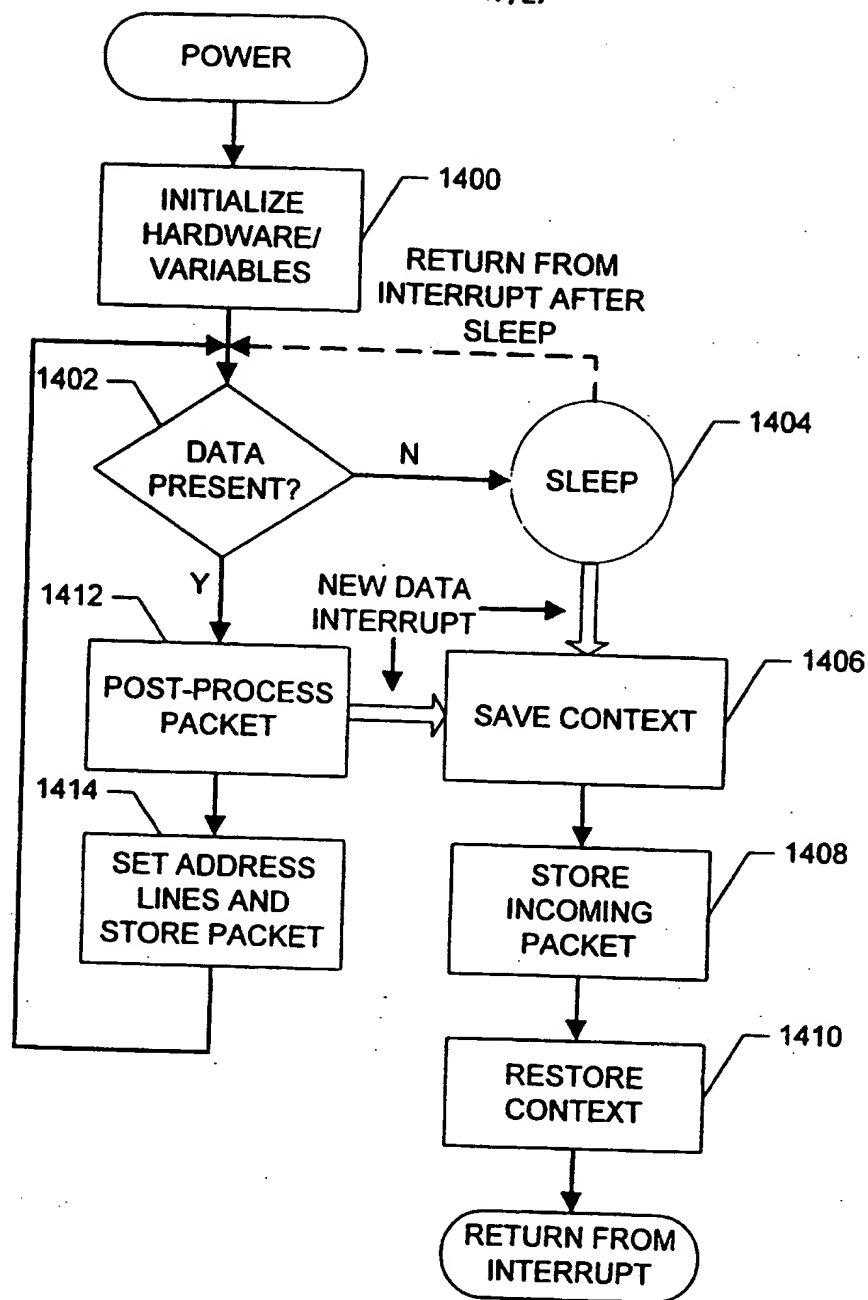 POWER
1400
INITIALIZE
HARDWARE/
VARIABLES
RETURN FROM
INTERRUPT AFTER
SLEEP
1402
DATA
PRESENT?
N
SLEEP
1404
Y
NEW DATA
INTERRUPT
1412
POST-PROCESS
PACKET
SAVE CONTEXT
1406
1414
SET ADDRESS
LINES AND
STORE PACKET
STORE
INCOMING
PACKET
1408
RESTORE
CONTEXT
1410
RETURN FROM
INTERRUPT